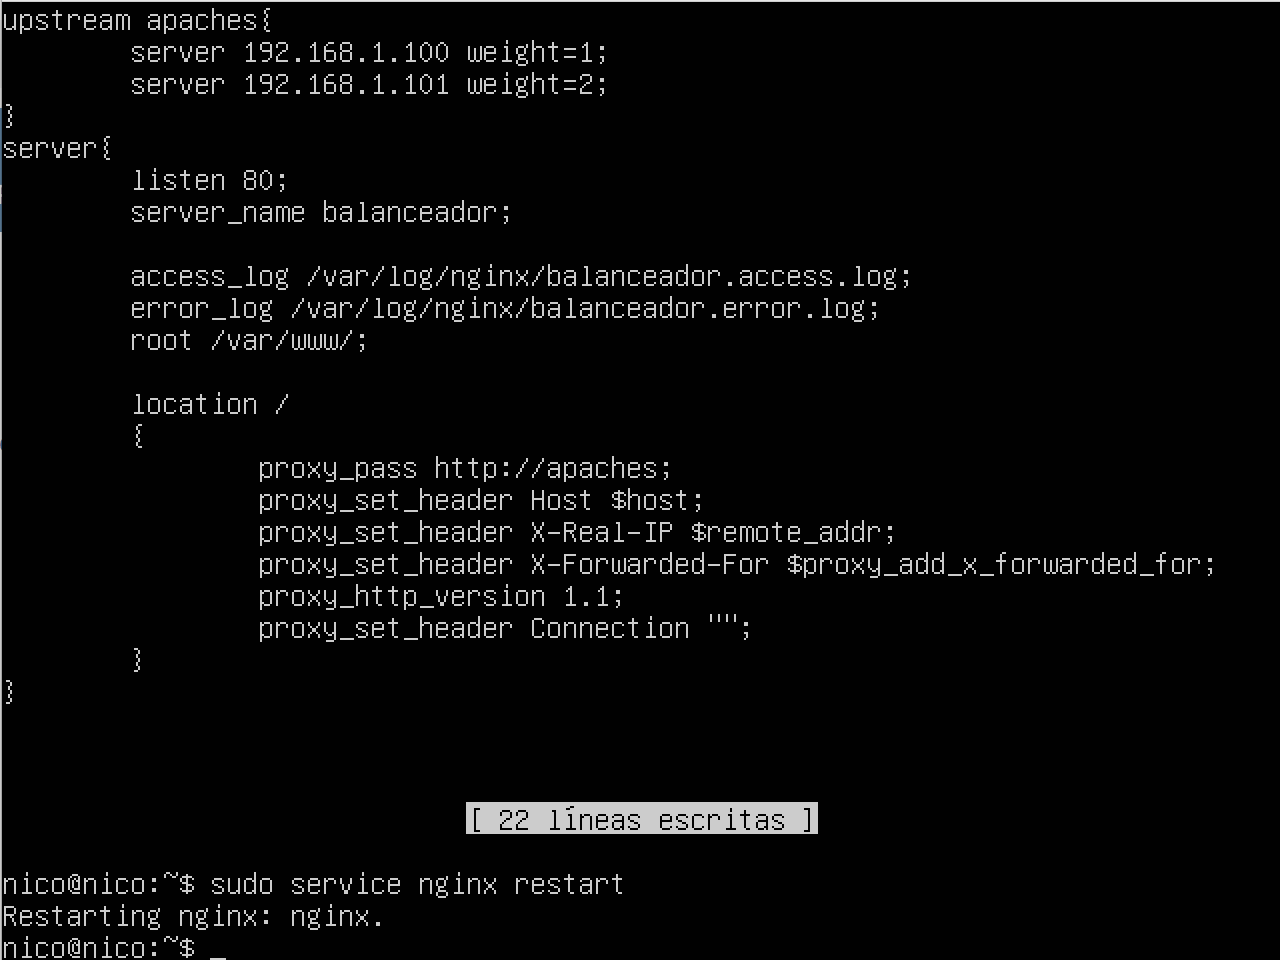 upstream apaches{
        server 192.168.1.100 weight=1;
        server 192.168.1.101 weight=2;
}
server{
        listen 80;
        server_name balanceador;

        access_log /var/log/nginx/balanceador.access.log;
        error_log /var/log/nginx/balanceador.error.log;
        root /var/www/;

        location /
        {
                proxy_pass http://apaches;
                proxy_set_header Host $host;
                proxy_set_header X-Real-IP $remote_addr;
                proxy_set_header X-Forwarded-For $proxy_add_x_forwarded_for;
                proxy_http_version 1.1;
                proxy_set_header Connection "";
        }
}
[ 22 líneas escritas ]
nico@nico:~$ sudo service nginx restart
Restarting nginx: nginx.
nico@nico:~$ _